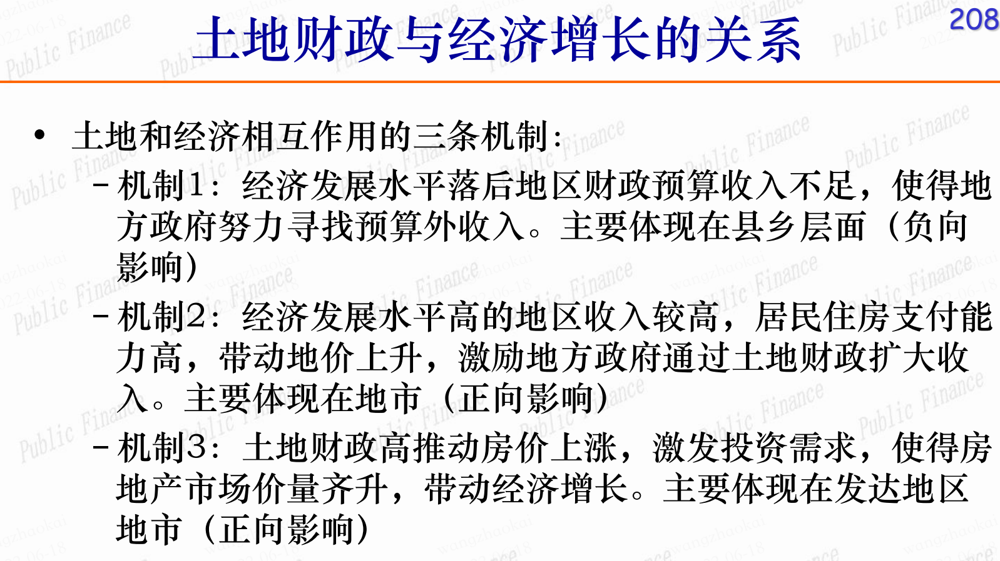 208
土地财政与经济增长的关系
• 土地和经济相互作用的三条机制：
– 机制1：经济发展水平落后地区财政预算收入不足，使得地
方政府努力寻找预算外收入。主要体现在县乡层面（负向
影响）
– 机制2：经济发展水平高的地区收入较高，居民住房支付能
力高，带动地价上升，激励地方政府通过土地财政扩大收
入。主要体现在地市（正向影响）
– 机制3：土地财政高推动房价上涨，激发投资需求，使得房
地产市场价量齐升，带动经济增长。主要体现在发达地区
地市（正向影响）
Public Finance
wangzhaokai
2022-06-18